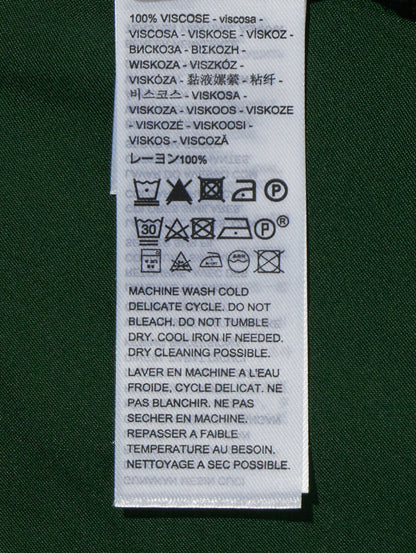 100% VISCOSE - viscosa -
VISCOSA - VISKOSE - VÍSKOZ -
ВИСКОЗА - ΒΙΣΚΟΖΗ -
WISKOZA - VISZKÓZ -
VISKÓZA - 黏液嫘縈 - 粘纤 -
비스코스 - VISKOSA -
VISKOZA - VISKOOS - VISKOZE
- VISKOZĖ - VISKOOSI -
VISKOS - VISCOZĂ
レーヨン100%
P
30 P®
MACHINE WASH COLD
DELICATE CYCLE. DO NOT
BLEACH. DO NOT TUMBLE
DRY. COOL IRON IF NEEDED.
DRY CLEANING POSSIBLE.
LAVER EN MACHINE A L'EAU
FROIDE, CYCLE DELICAT. NE
PAS BLANCHIR. NE PAS
SECHER EN MACHINE.
REPASSER A FAIBLE
TEMPERATURE AU BESOIN.
NETTOYAGE A SEC POSSIBLE.